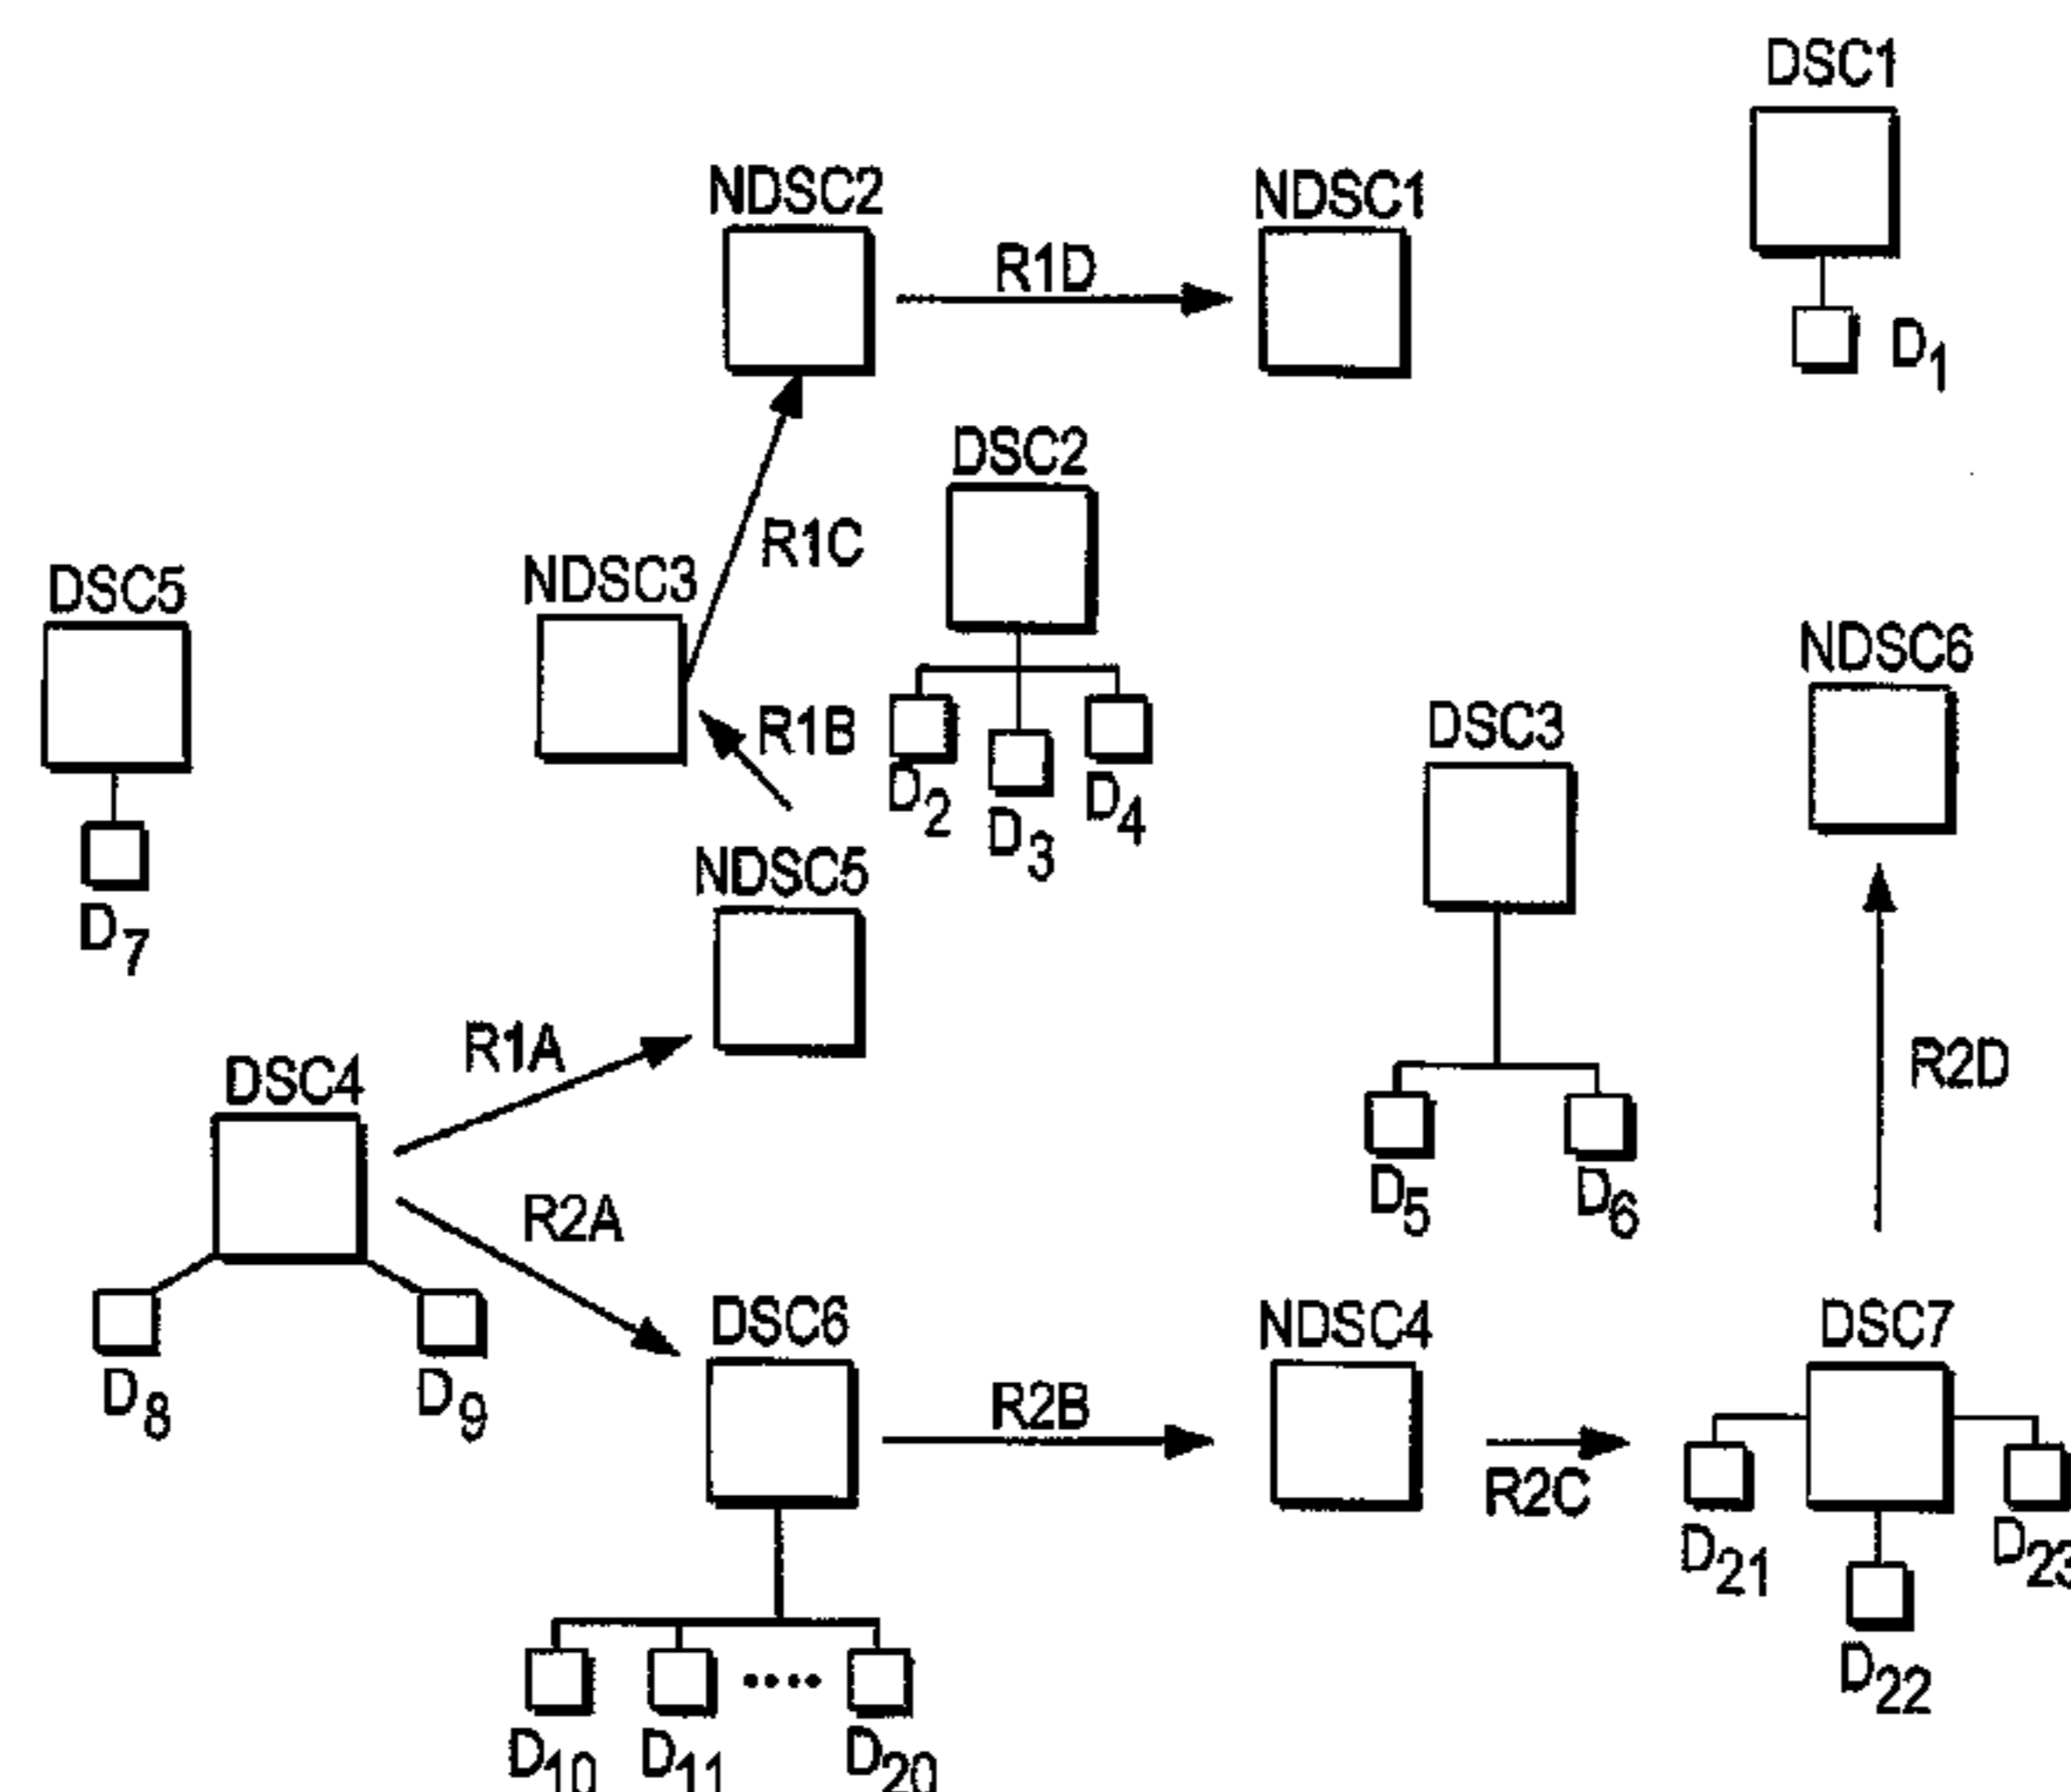 DSC1
D1
NDSC2
NDSC1
R1D
DSC2
R1C
NDSC3
DSC5
NDSC6
DSC3
R1B
D2
D3
D4
NDSC5
D7
R1A
DSC4
R2D
D5
D6
R2A
DSC6
NDSC4
DSC7
D8
D9
R2B
R2C
D21
D23
D22
D10
D11
....
D20